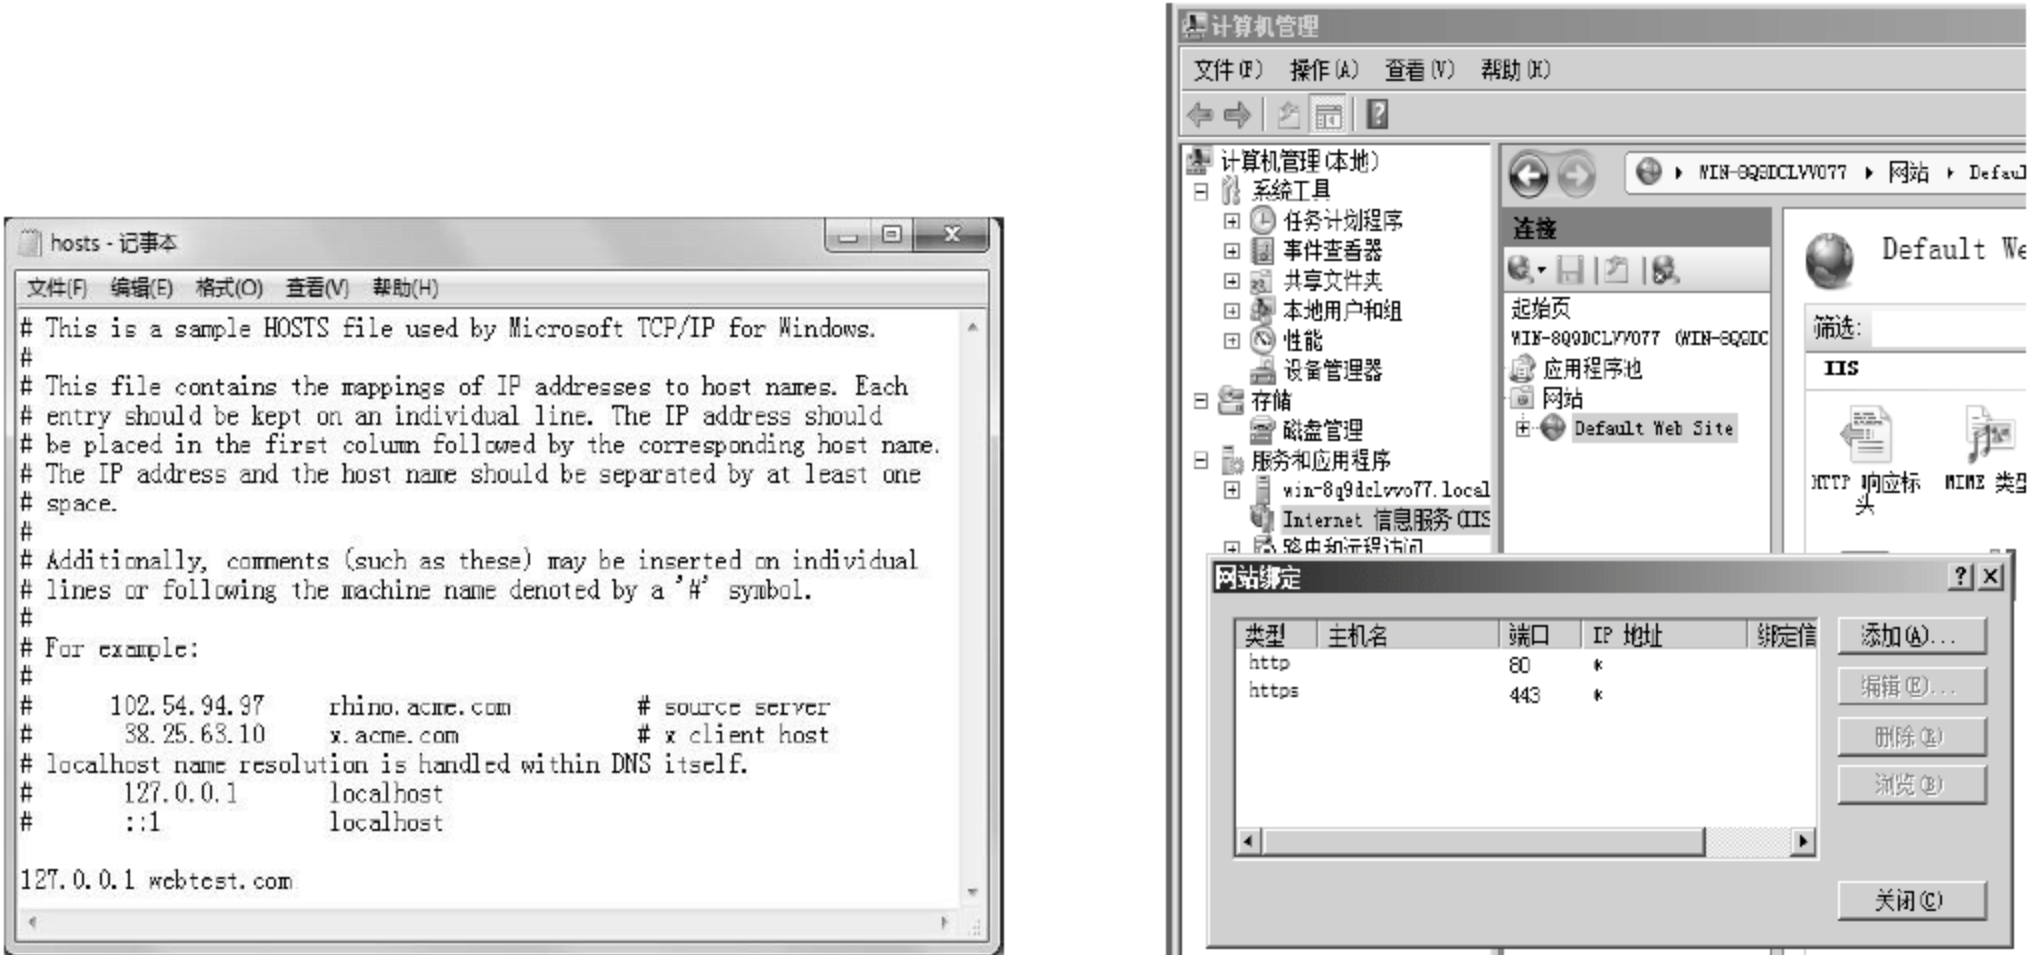 hosts - 记事本
文件(F) 编辑(E) 格式(O) 查看(V) 帮助(H)
# This is a sample HOSTS file used by Microsoft TCP/IP for Windows.
#
# This file contains the mappings of IP addresses to host names. Each
# entry should be kept on an individual line. The IP address should
# be placed in the first column followed by the corresponding host name.
# The IP address and the host name should be separated by at least one
# space.
#
# Additionally, comments (such as these) may be inserted on individual
# lines or following the machine name denoted by a '#' symbol.
#
# For example:
#
# 102.54.94.97 rhino.acme.com # source server
# 38.25.63.10 x.acme.com # x client host
# localhost name resolution is handled within DNS itself.
# 127.0.0.1 localhost
# ::1 localhost
127.0.0.1 webtest.com
计算机管理
文件(F) 操作(A) 查看(V) 帮助(H)
计算机管理(本地)
系统工具
任务计划程序
事件查看器
共享文件夹
本地用户和组
性能
设备管理器
存储
磁盘管理
服务和应用程序
win-8q9dclvvo77.local
Internet 信息服务(IIS
路由和远程访问
WIN-8Q9DCLVVO77 网站 Defaul
连接
起始页
WIN-8Q9DCLVVO77 (WIN-8Q9DC
应用程序池
网站
Default Web Site
Default We
筛选:
IIS
HTTP 响应标
头
MIME 类型
网站绑定
类型 主机名 端口 IP 地址 绑定信
http 80 *
https 443 *
添加(A)...
编辑(E)...
删除(R)
浏览(B)
关闭(C)